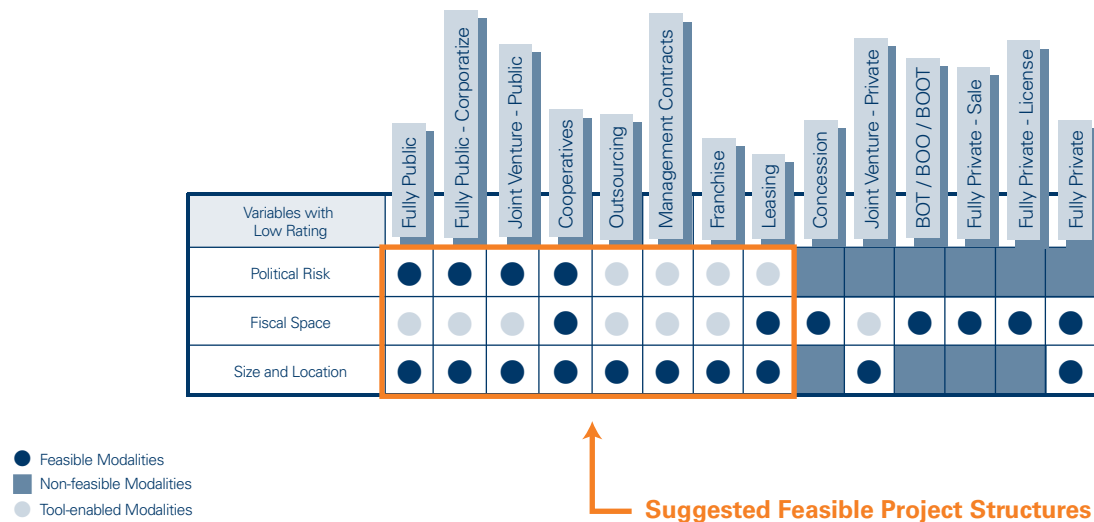 Fully Public
Fully Public - Corporatize
Joint Venture - Public
Cooperatives
Outsourcing
Management Contracts
Franchise
Leasing
Concession
Joint Venture - Private
BOT / BOO / BOOT
Fully Private - Sale
Fully Private - License
Fully Private
Variables with
Low Rating
Political Risk
Fiscal Space
Size and Location
Feasible Modalities
Non-feasible Modalities
Tool-enabled Modalities
Suggested Feasible Project Structures